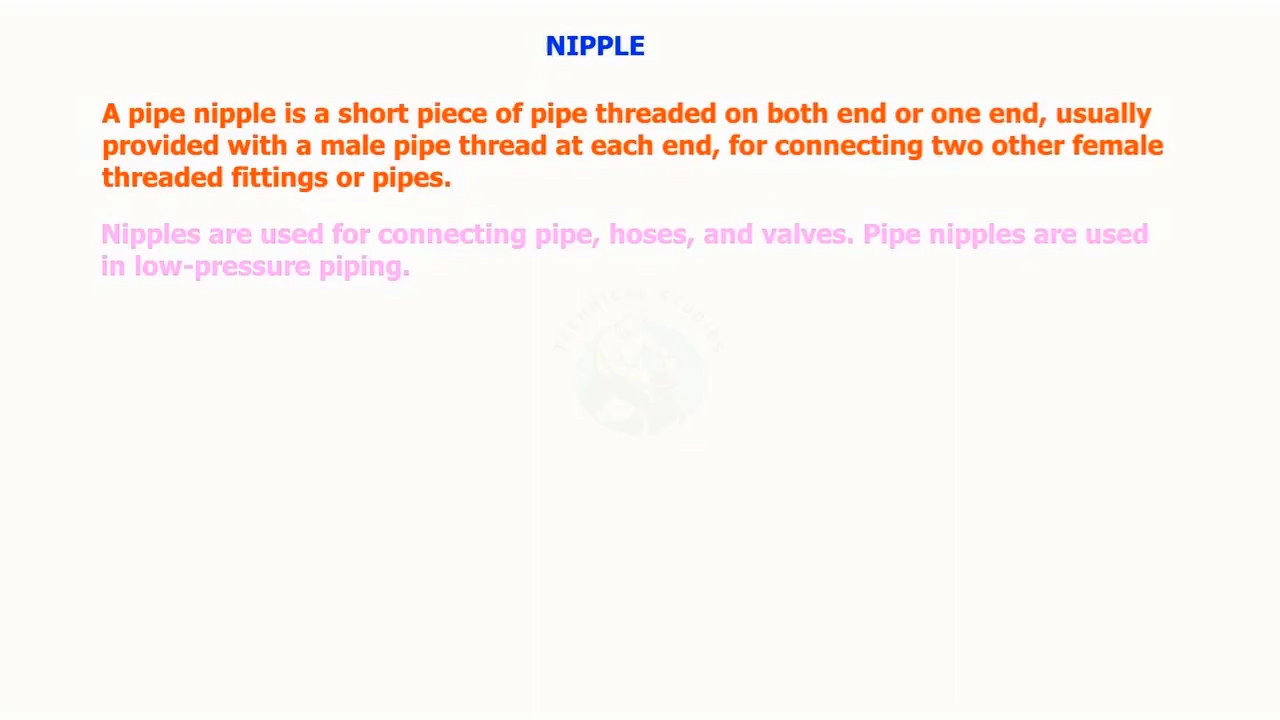 NIPPLE
A pipe nipple is a short piece of pipe threaded on both end or one end, usually
provided with a male pipe thread at each end, for connecting two other female
threaded fittings or pipes.
Nipples are used for connecting pipe, hoses, and valves. Pipe nipples are used
in low-pressure piping.
TECHNICAL STUDIES